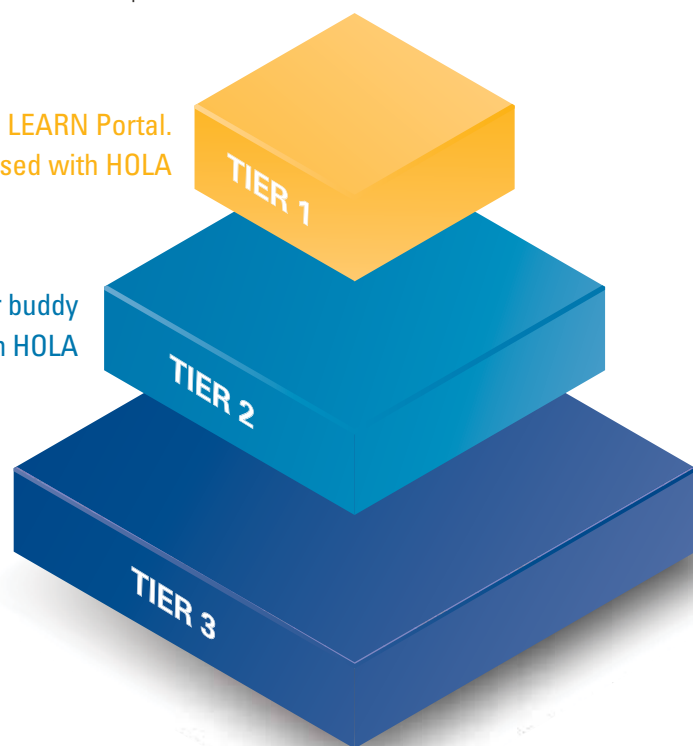 LEARN Portal.
sed with HOLA
TIER 1
buddy
HOLA
TIER 2
TIER 3